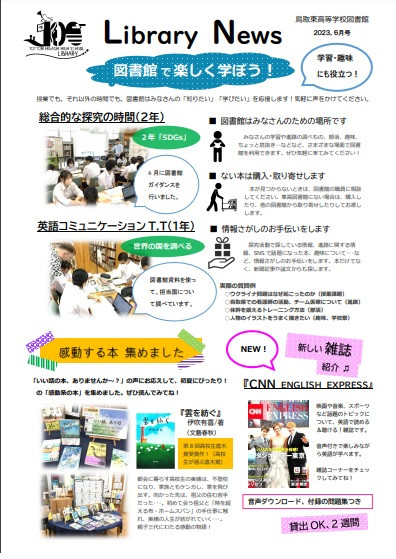 TOTTORI HIGASHI HIGH SCHOOL
LIBRARY
Library News
鳥取東高等学校図書館
2023. 6月号
図書館で楽しく学ぼう！
学習・趣味
にも役立つ！
授業でも、それ以外の時間でも、図書館はみなさんの「知りたい」「学びたい」を応援します！気軽に声をかけてください。
総合的な探究の時間(2年)
2年「SDGs」
6月に図書館
ガイダンスを
行いました。
英語コミュニケーションT.T(1年)
世界の国を調べる
図書館資料を使っ
て、担当国につい
て調べています。
■ 図書館はみなさんのための場所です
みなさんの学習や進路の調べもの、部活、趣味、
ちょっと息抜き…などなど、さまざまな場面で図書
館を利用できます。ぜひ気軽に来てみてください！
■ ない本は購入・取り寄せします
本が見つからないときは、図書館の職員に相談
してください。東高図書館にない場合は、購入し
たり、他の図書館から取り寄せたりしてお渡し
します。
■ 情報さがしのお手伝いをします
探究活動で探している情報、進路に関する情
報、SNSで話題になった本、趣味について…な
ど、情報さがしのお手伝いをします。本だけでな
く、新聞記事や論文からも探します。
実際の質問例
○ウクライナ問題はなぜ起こったのか（授業課題）
○鳥取県での看護師の活動、チーム医療について（進路）
○体幹を鍛えるトレーニング方法（部活）
○人物のイラストをうまく描きたい（趣味、学校祭）
感動する本 集めました
「いい話の本、ありませんか～？」の声にお応えして、初夏にぴったり！
の「感動系の本」を集めました。ぜひ読んでみてね！
『雲を紡ぐ』
伊吹有喜/著
（文藝春秋）
第8回高校生直木
賞受賞作！（高校
生が選ぶ直木賞）
都会に暮らす高校生の美緒は、不登校
になり、家族ともケンカし、家を飛び
出す。向かった先は、祖父の住む岩手
だった…。初めて会う祖父と「時を超え
る布・ホームスパン」の手仕事に触
れ、美緒の人生が紡がれていく…。
親子三代にわたる感動の物語！
NEW！
新しい 雑誌
紹介 ♫
『CNN ENGLISH EXPRESS』
CNN
ENGLISH
EXPRESS
映画や音楽、スポーツ
など話題のトピックに
ついて、英語で読める
&聴ける！雑誌です。
音声付きで楽しみなが
ら英語が学べます。
雑誌コーナーをチェッ
クしてみてね！
音声ダウンロード、付録の問題集つき
貸出OK、2週間